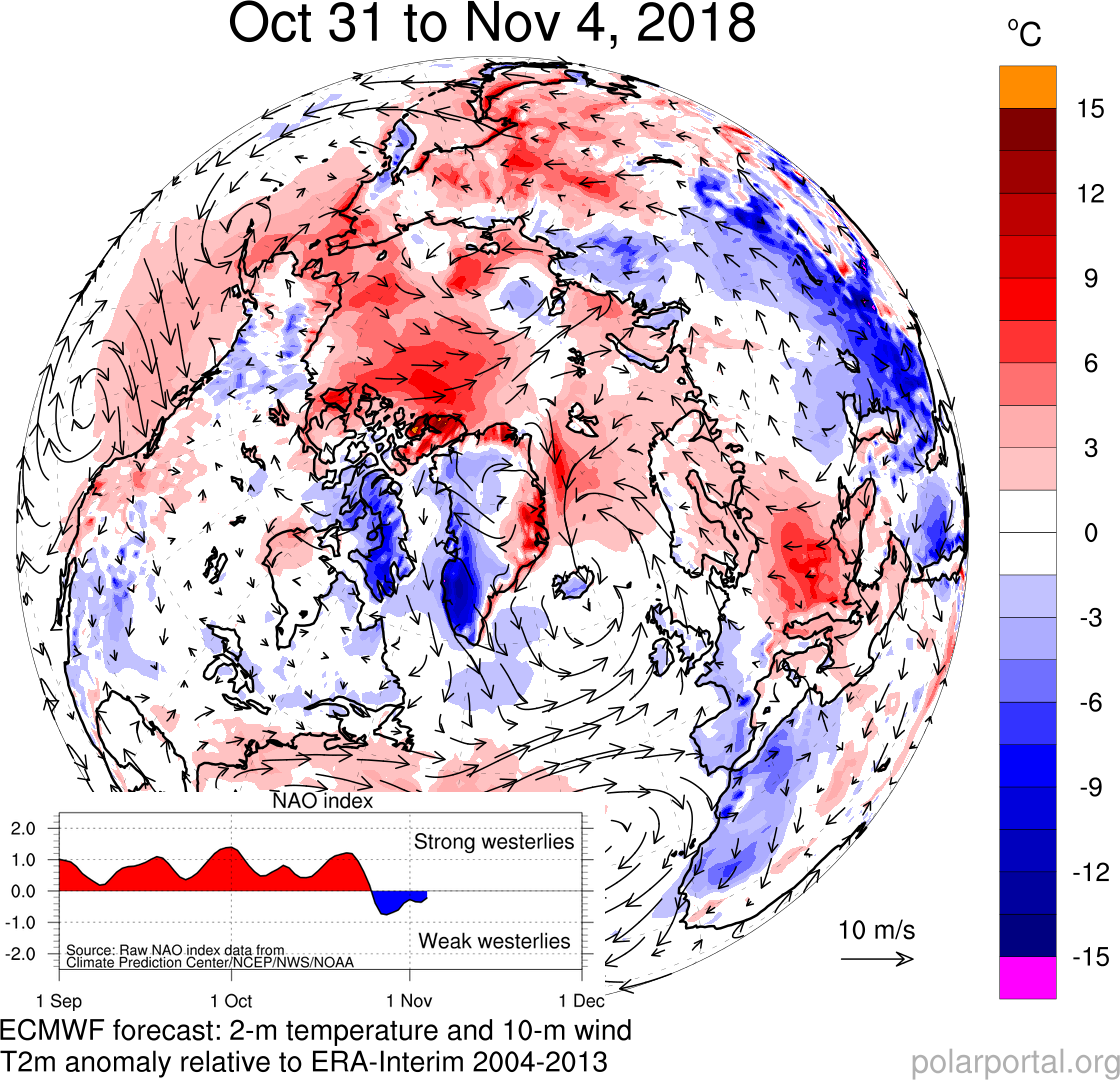 Oct 31 to Nov 4, 2018
°C
15
12
9
6
3
0
-3
-6
-9
-12
-15
10 m/s
NAO index
2.0
1.0
0.0
-1.0
-2.0
Strong westerlies
Weak westerlies
Source: Raw NAO index data from
Climate Prediction Center/NCEP/NWS/NOAA
1 Sep
1 Oct
1 Nov
1 Dec
ECMWF forecast: 2-m temperature and 10-m wind
T2m anomaly relative to ERA-Interim 2004-2013
polarportal.org